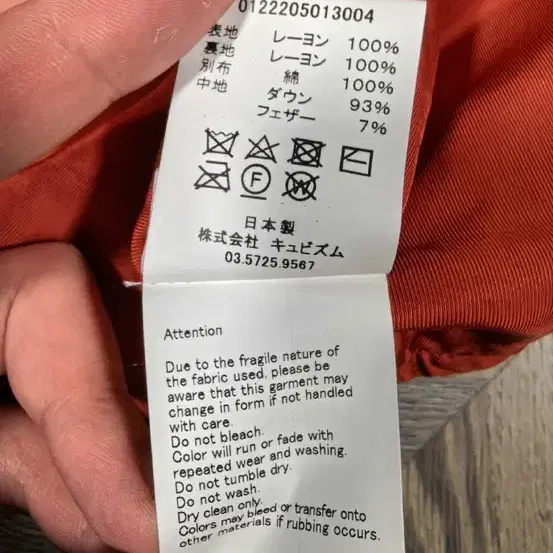 0122205013004
表地 レーヨン 100%
裏地 レーヨン 100%
別布 綿 100%
中地 ダウン 93%
フェザー 7%
F
W
日本製
株式会社 キュビズム
03.5725.9567
Attention
Due to the fragile nature of
the fabric used, please be
aware that this garment may
change in form if not handled
with care.
Do not bleach.
Color will run or fade with
repeated wear and washing.
Do not tumble dry.
Do not wash.
Dry clean only.
Colors may bleed or transfer onto
other materials if rubbing occurs.